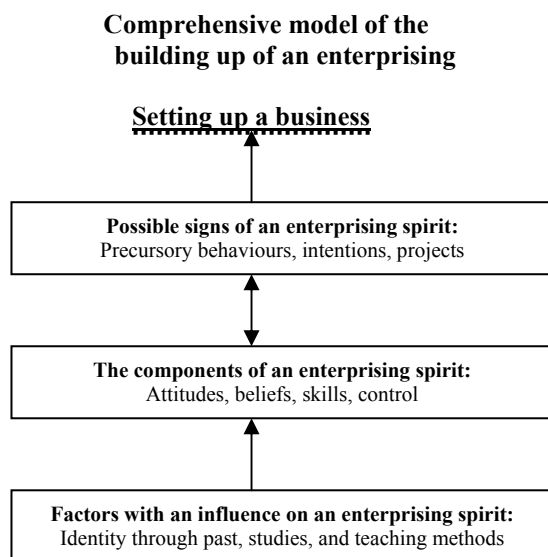 Comprehensive model of the
building up of an enterprising
Setting up a business
Possible signs of an enterprising spirit:
Precursory behaviours, intentions, projects
The components of an enterprising spirit:
Attitudes, beliefs, skills, control
Factors with an influence on an enterprising spirit:
Identity through past, studies, and teaching methods